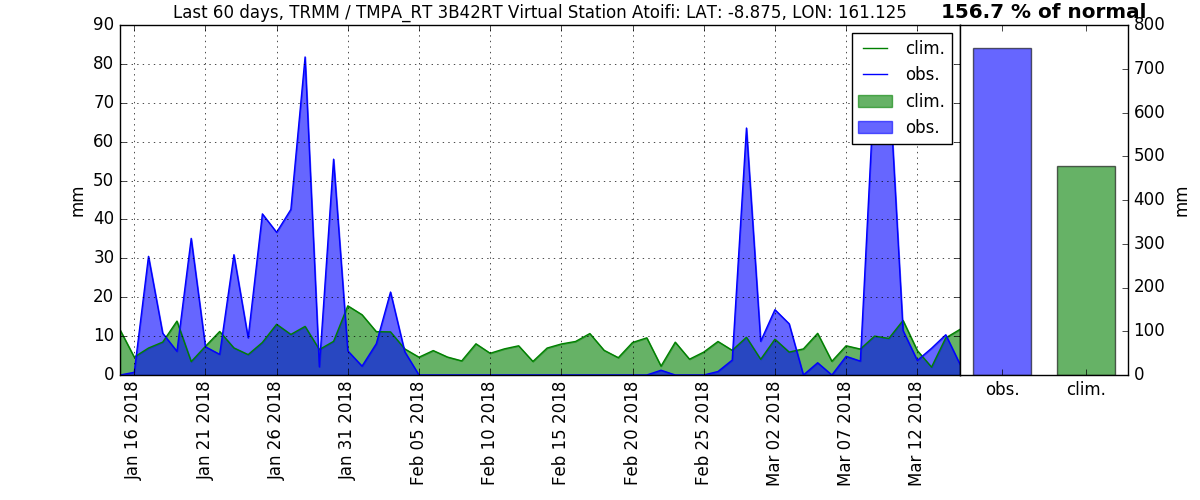 Last 60 days, TRMM / TMPA_RT 3B42RT Virtual Station Atoifi: LAT: -8.875, LON: 161.125
156.7 % of normal
90
80
70
60
50
40
30
20
10
0
mm
clim.
obs.
clim.
obs.
Jan 16 2018
Jan 21 2018
Jan 26 2018
Jan 31 2018
Feb 05 2018
Feb 10 2018
Feb 15 2018
Feb 20 2018
Feb 25 2018
Mar 02 2018
Mar 07 2018
Mar 12 2018
800
700
600
500
400
300
200
100
0
mm
obs.
clim.